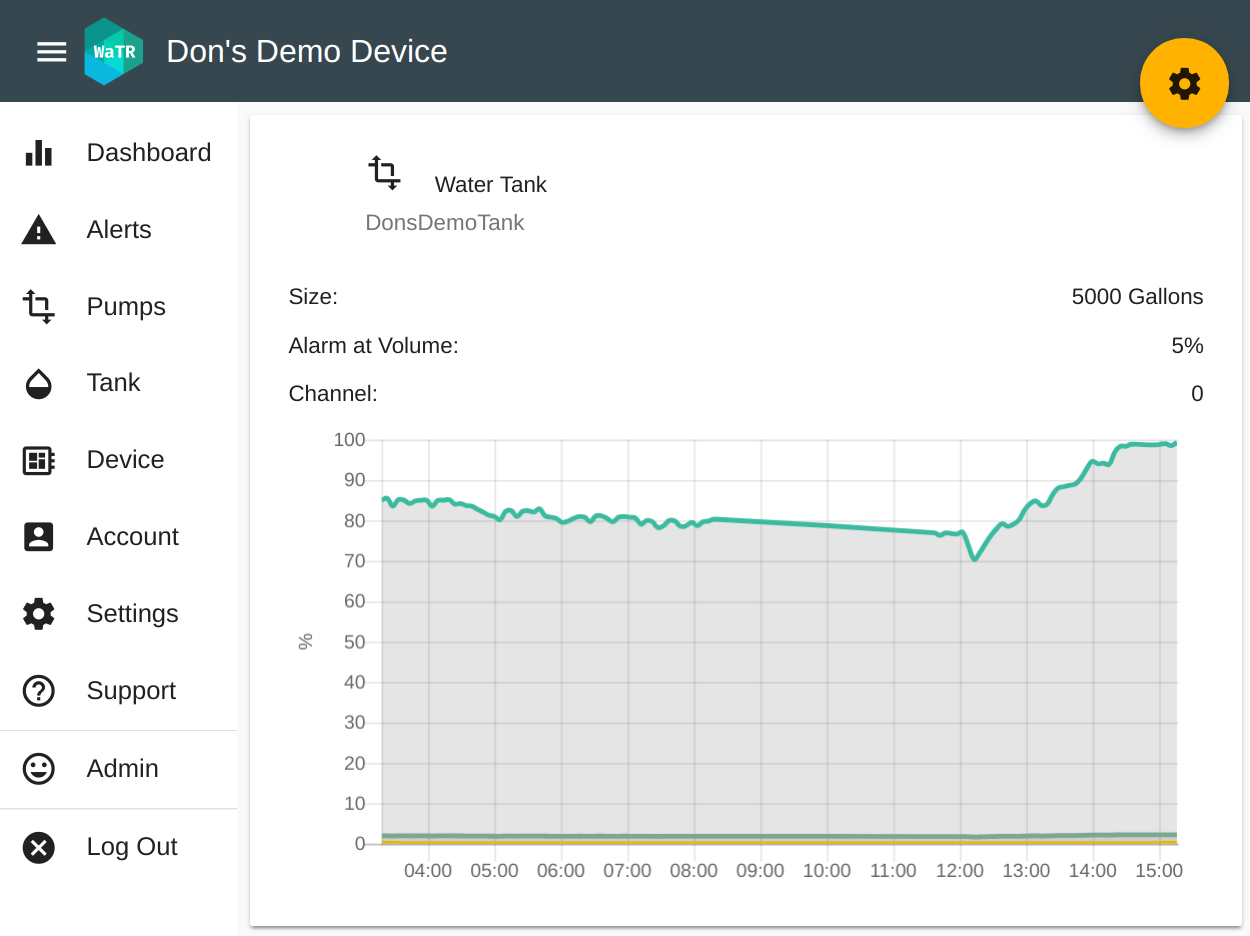 WaTR Don's Demo Device
Dashboard
Alerts
Pumps
Tank
Device
Account
Settings
Support
Admin
Log Out
Water Tank
DonsDemoTank
Size: 5000 Gallons
Alarm at Volume: 5%
Channel: 0
100
90
80
70
60
50
40
30
20
10
0
%
04:00 05:00 06:00 07:00 08:00 09:00 10:00 11:00 12:00 13:00 14:00 15:00